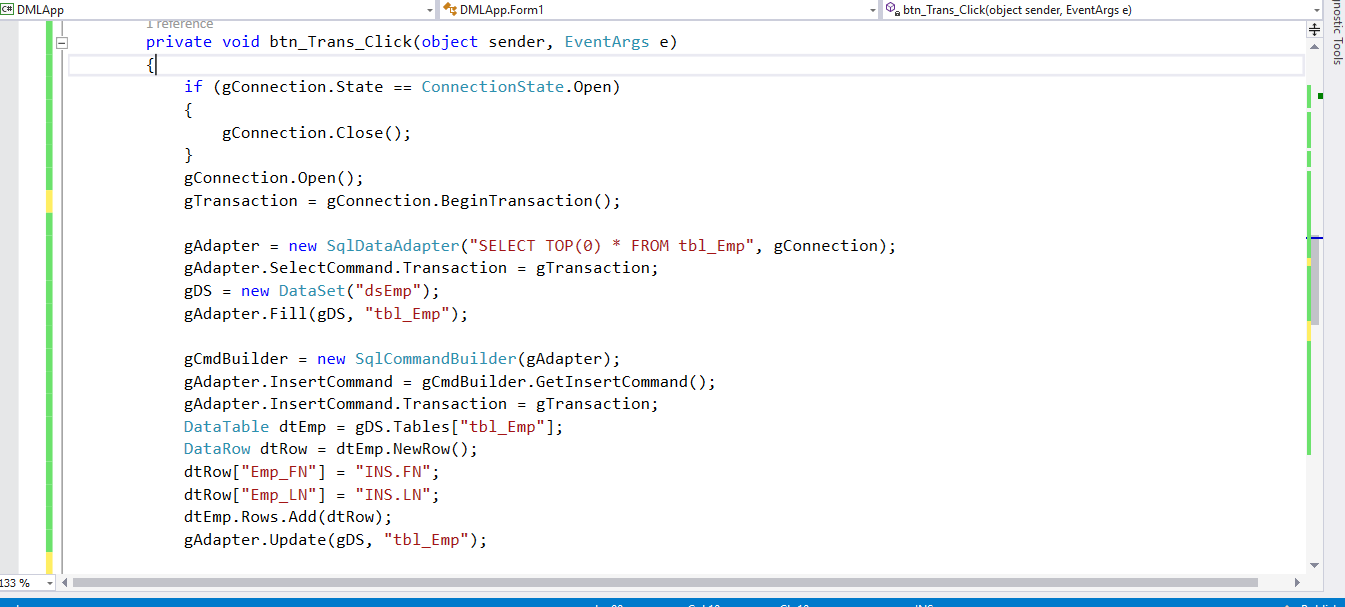 C# DMLApp
DMLApp.Form1
btn_Trans_Click(object sender, EventArgs e)
1 reference
private void btn_Trans_Click(object sender, EventArgs e)
{
if (gConnection.State == ConnectionState.Open)
{
gConnection.Close();
}
gConnection.Open();
gTransaction = gConnection.BeginTransaction();
gAdapter = new SqlDataAdapter("SELECT TOP(0) * FROM tbl_Emp", gConnection);
gAdapter.SelectCommand.Transaction = gTransaction;
gDS = new DataSet("dsEmp");
gAdapter.Fill(gDS, "tbl_Emp");
gCmdBuilder = new SqlCommandBuilder(gAdapter);
gAdapter.InsertCommand = gCmdBuilder.GetInsertCommand();
gAdapter.InsertCommand.Transaction = gTransaction;
DataTable dtEmp = gDS.Tables["tbl_Emp"];
DataRow dtRow = dtEmp.NewRow();
dtRow["Emp_FN"] = "INS.FN";
dtRow["Emp_LN"] = "INS.LN";
dtEmp.Rows.Add(dtRow);
gAdapter.Update(gDS, "tbl_Emp");
133 %
nostic Tools